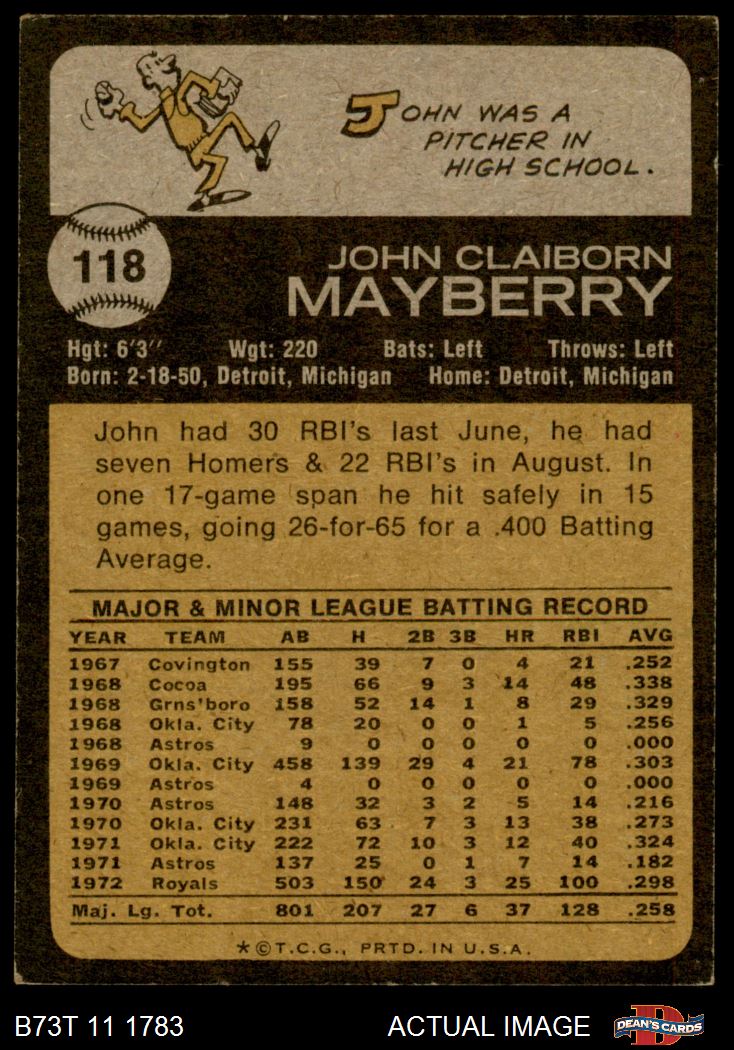 JOHN WAS A
PITCHER IN
HIGH SCHOOL.
118
JOHN CLAIBORN
MAYBERRY
Hgt: 6'3" Wgt: 220 Bats: Left Throws: Left
Born: 2-18-50, Detroit, Michigan Home: Detroit, Michigan
John had 30 RBI's last June, he had
seven Homers & 22 RBI's in August. In
one 17-game span he hit safely in 15
games, going 26-for-65 for a .400 Batting
Average.
MAJOR & MINOR LEAGUE BATTING RECORD
YEAR TEAM AB H 2B 3B HR RBI AVG
1967 Covington 155 39 7 0 4 21 .252
1968 Cocoa 195 66 9 3 14 48 .338
1968 Grns'boro 158 52 14 1 8 29 .329
1968 Okla. City 78 20 0 0 1 5 .256
1968 Astros 9 0 0 0 0 0 .000
1969 Okla. City 458 139 29 4 21 78 .303
1969 Astros 4 0 0 0 0 0 .000
1970 Astros 148 32 3 2 5 14 .216
1970 Okla. City 231 63 7 3 13 38 .273
1971 Okla. City 222 72 10 3 12 40 .324
1971 Astros 137 25 0 1 7 14 .182
1972 Royals 503 150 24 3 25 100 .298
Maj. Lg. Tot. 801 207 27 6 37 128 .258
*©T.C.G., PRTD. IN U.S.A.
B73T 11 1783 ACTUAL IMAGE D DEAN'S CARDS